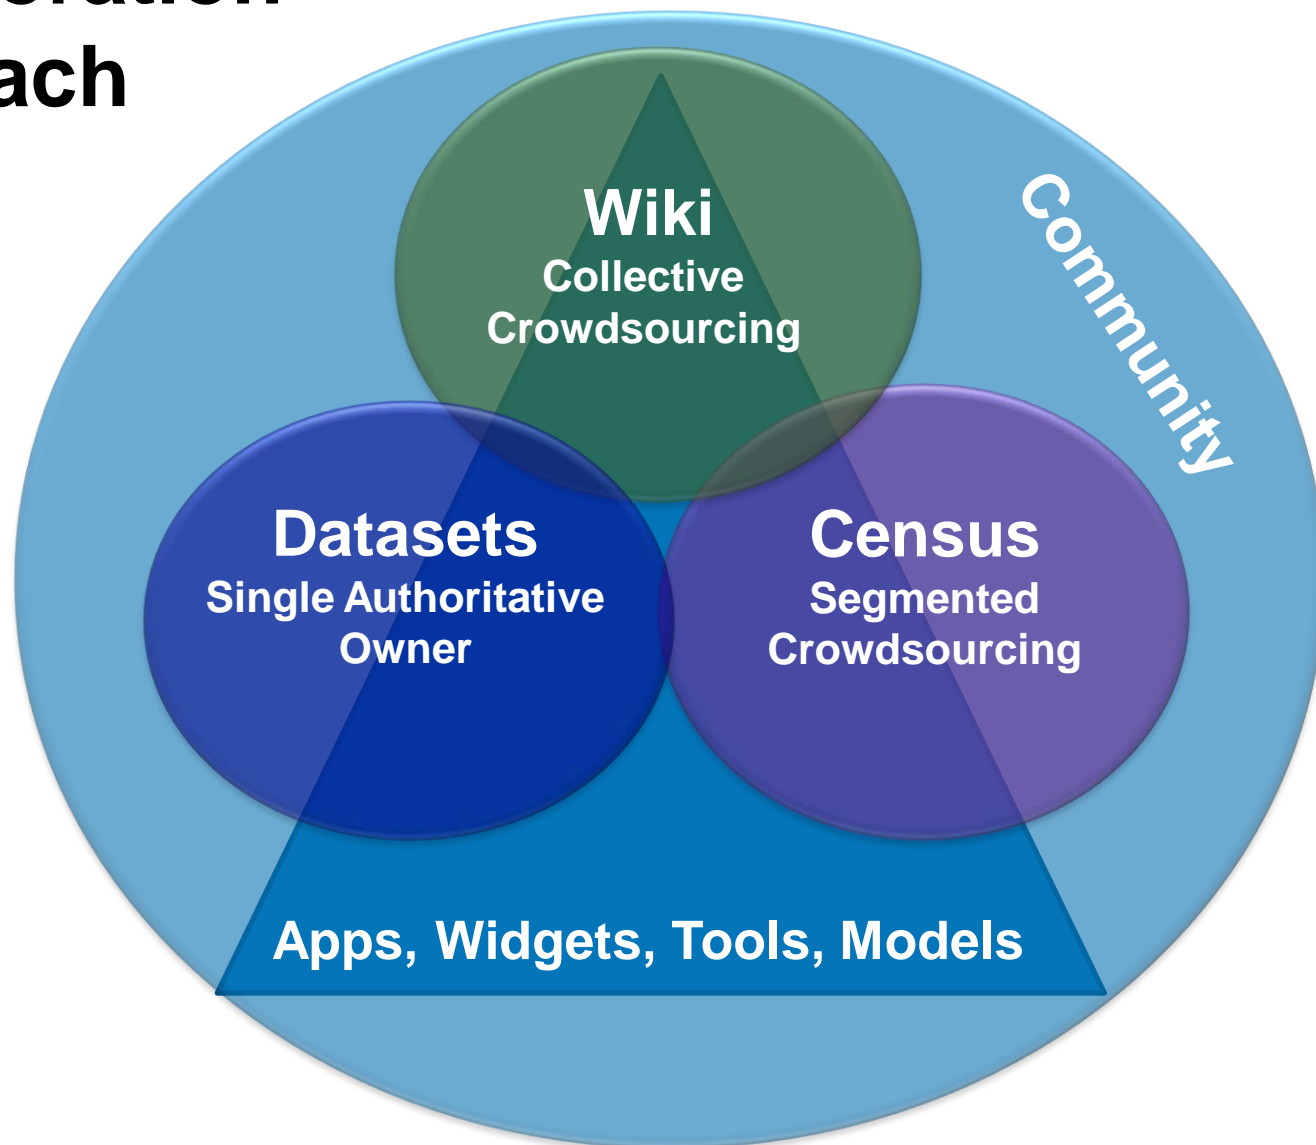 ach
Wiki
Collective
Crowdsourcing
Community
Datasets
Single Authoritative
Owner
Census
Segmented
Crowdsourcing
Apps, Widgets, Tools, Models